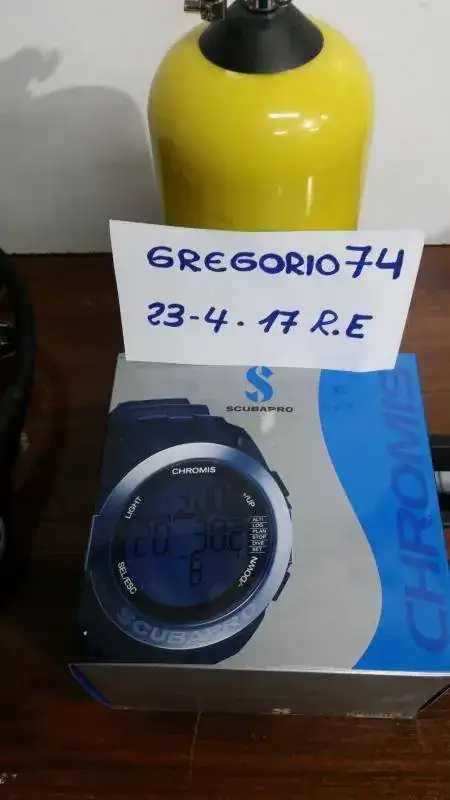 GREGORIO74
23-4.17 R.E
S
SCUBAPRO
CHROMIS
CHROMIS
LIGHT
+/UP
ALTI
LOG
PLAN
STOP
DIVE
SET
SEL/ESC
-/DOWN
SCUBAPRO